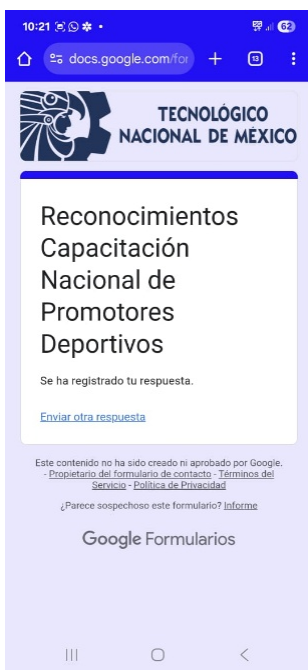 10:21
62
docs.google.com/for
13
TECNOLÓGICO
NACIONAL DE MÉXICO
Reconocimientos
Capacitación
Nacional de
Promotores
Deportivos
Se ha registrado tu respuesta.
Enviar otra respuesta
Este contenido no ha sido creado ni aprobado por Google.
- Propietario del formulario de contacto - Términos del
Servicio - Política de Privacidad
¿Parece sospechoso este formulario? Informe
Google Formularios